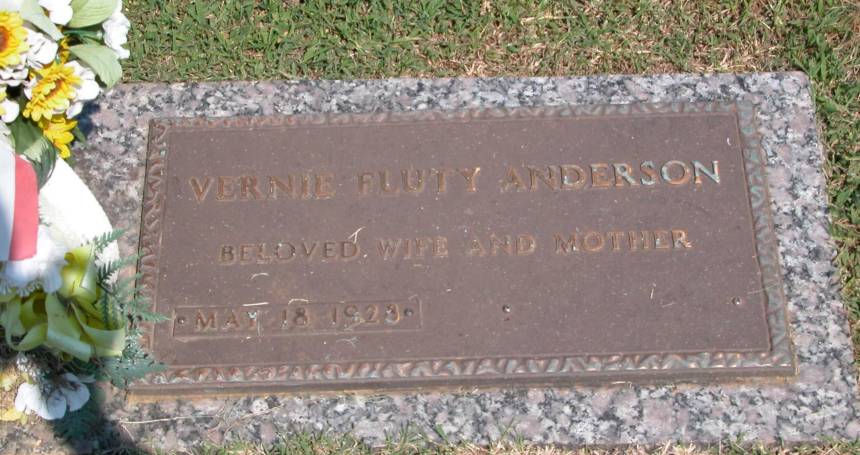 VERNIE FLUTY ANDERSON
BELOVED WIFE AND MOTHER
MAY 18 1923